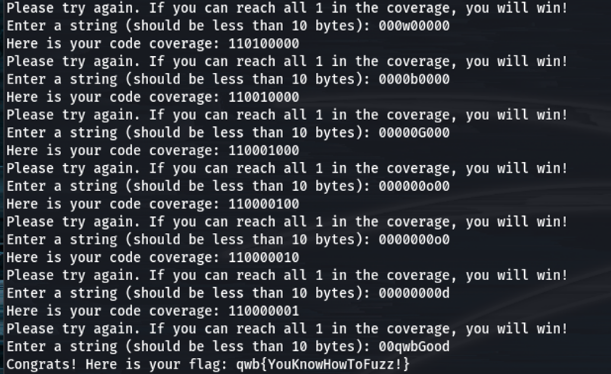 Please try again. If you can reach all 1 in the coverage, you will win!
Enter a string (should be less than 10 bytes): 000w00000
Here is your code coverage: 110100000
Please try again. If you can reach all 1 in the coverage, you will win!
Enter a string (should be less than 10 bytes): 0000b0000
Here is your code coverage: 110010000
Please try again. If you can reach all 1 in the coverage, you will win!
Enter a string (should be less than 10 bytes): 00000G000
Here is your code coverage: 110001000
Please try again. If you can reach all 1 in the coverage, you will win!
Enter a string (should be less than 10 bytes): 000000o00
Here is your code coverage: 110000100
Please try again. If you can reach all 1 in the coverage, you will win!
Enter a string (should be less than 10 bytes): 0000000o0
Here is your code coverage: 110000010
Please try again. If you can reach all 1 in the coverage, you will win!
Enter a string (should be less than 10 bytes): 00000000d
Here is your code coverage: 110000001
Please try again. If you can reach all 1 in the coverage, you will win!
Enter a string (should be less than 10 bytes): 00qwbGood
Congrats! Here is your flag: qwb{YouKnowHowToFuzz!}